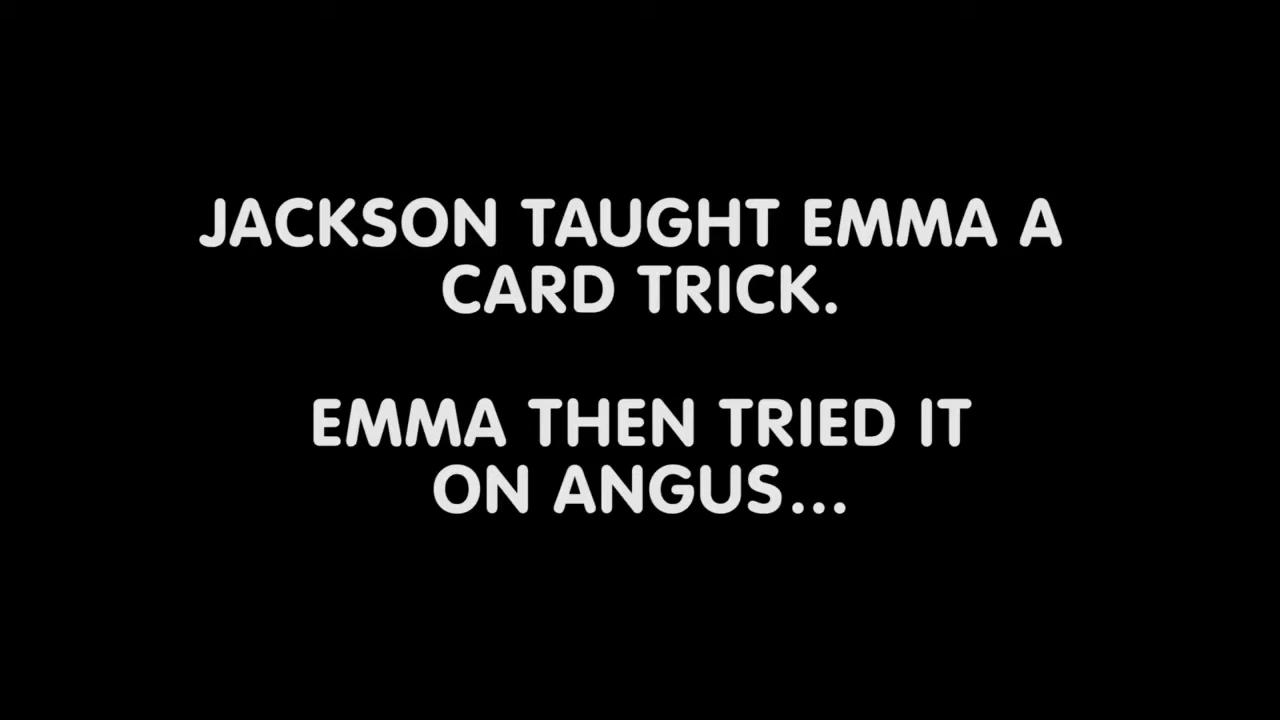 JACKSON TAUGHT EMMA A
CARD TRICK.
EMMA THEN TRIED IT
ON ANGUS...